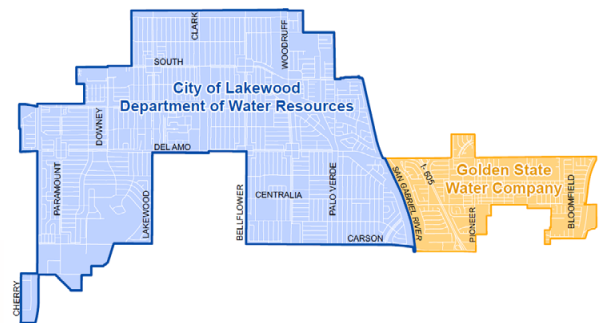 CLARK
WOODRUFF
SOUTH
City of Lakewood
Department of Water Resources
DOWNEY
DEL AMO
PARAMOUNT
LAKEWOOD
BELLFLOWER
CENTRALIA
PALO VERDE
CARSON
CHERRY
SAN GABRIEL RIVER
I- 605
Golden State
Water Company
PIONEER
BLOOMFIELD